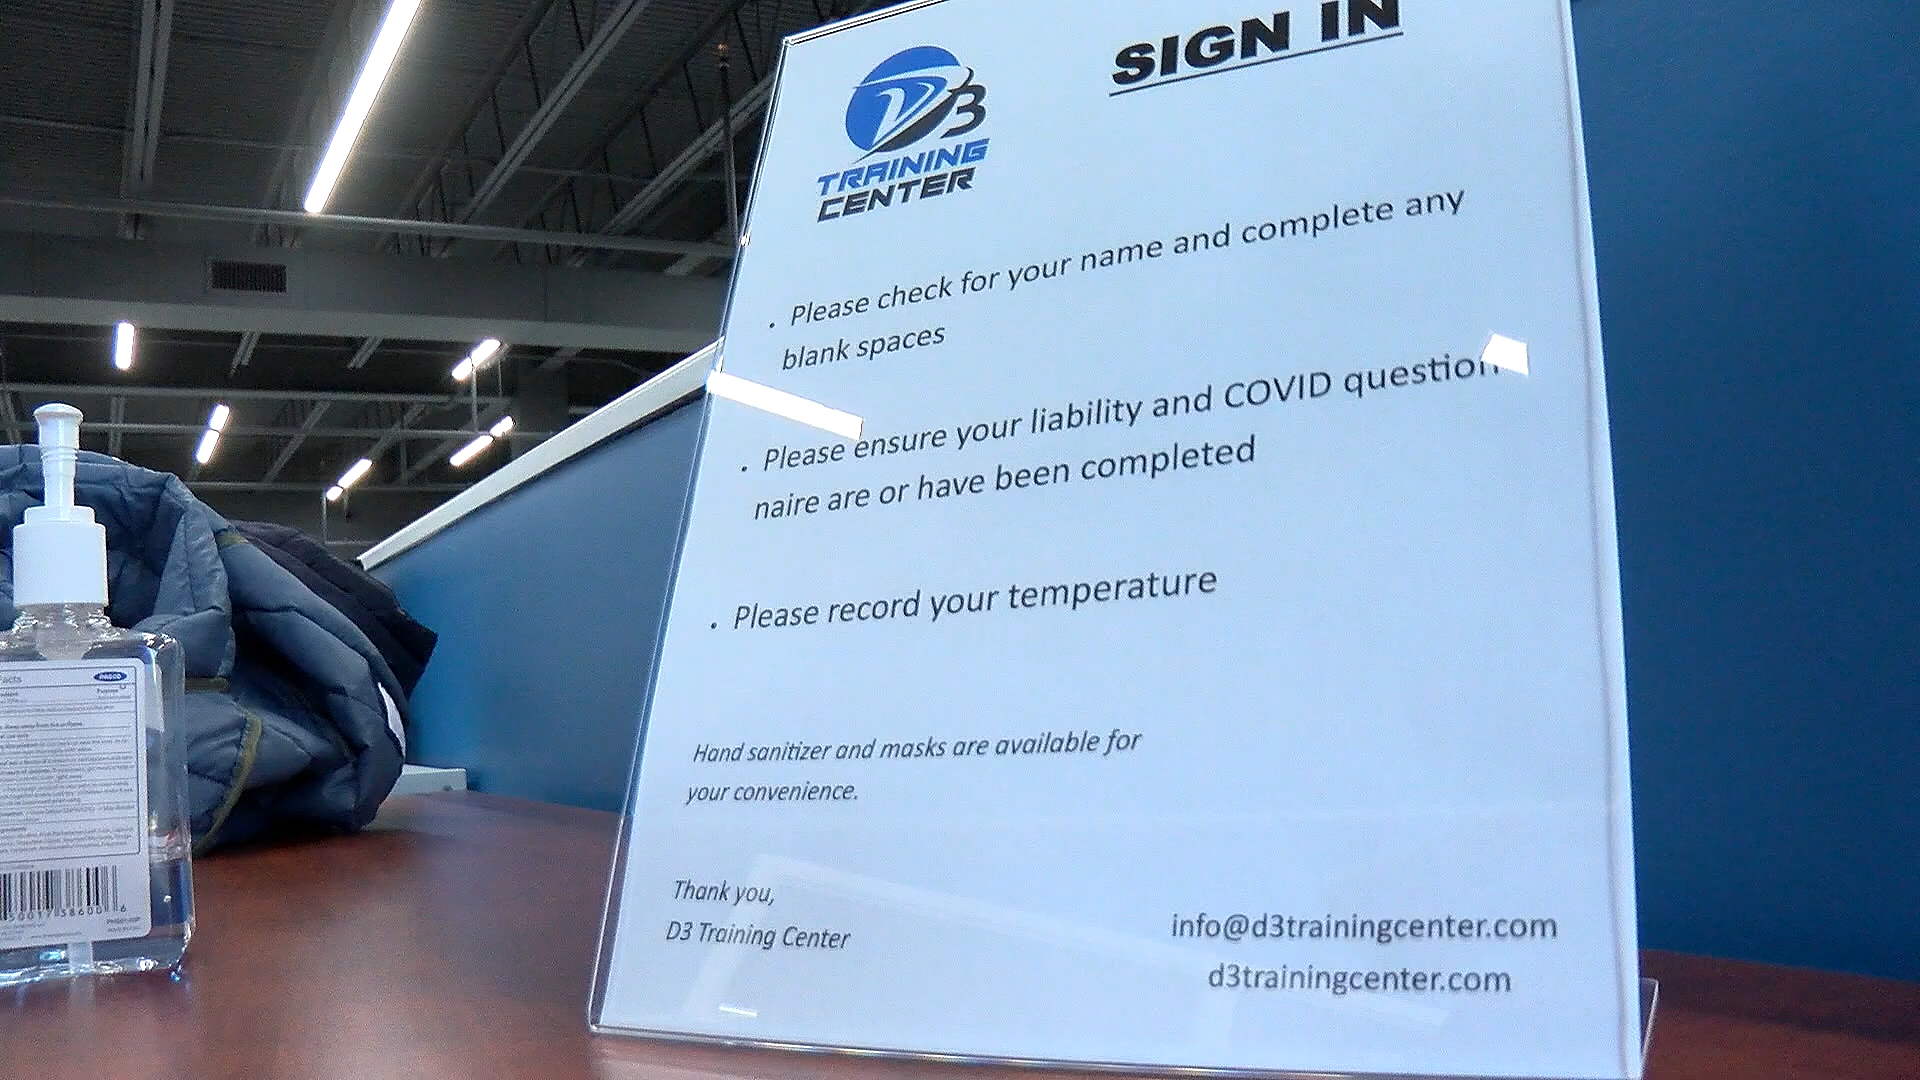 SIGN IN
D3
TRAINING
CENTER
. Please check for your name and complete any
blank spaces
. Please ensure your liability and COVID question
naire are or have been completed
. Please record your temperature
Hand sanitizer and masks are available for
your convenience.
Thank you,
D3 Training Center
info@d3trainingcenter.com
d3trainingcenter.com
Facts